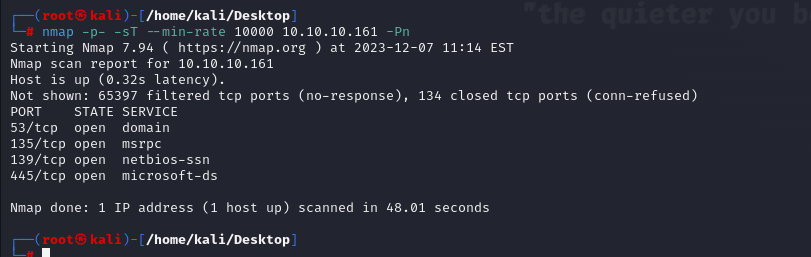 "the quieter you b
┌──(root㉿kali)-[/home/kali/Desktop]
└─# nmap -p- -sT --min-rate 10000 10.10.10.161 -Pn
Starting Nmap 7.94 ( https://nmap.org ) at 2023-12-07 11:14 EST
Nmap scan report for 10.10.10.161
Host is up (0.32s latency).
Not shown: 65397 filtered tcp ports (no-response), 134 closed tcp ports (conn-refused)
PORT    STATE SERVICE
53/tcp  open  domain
135/tcp open  msrpc
139/tcp open  netbios-ssn
445/tcp open  microsoft-ds
Nmap done: 1 IP address (1 host up) scanned in 48.01 seconds
┌──(root㉿kali)-[/home/kali/Desktop]
└─#